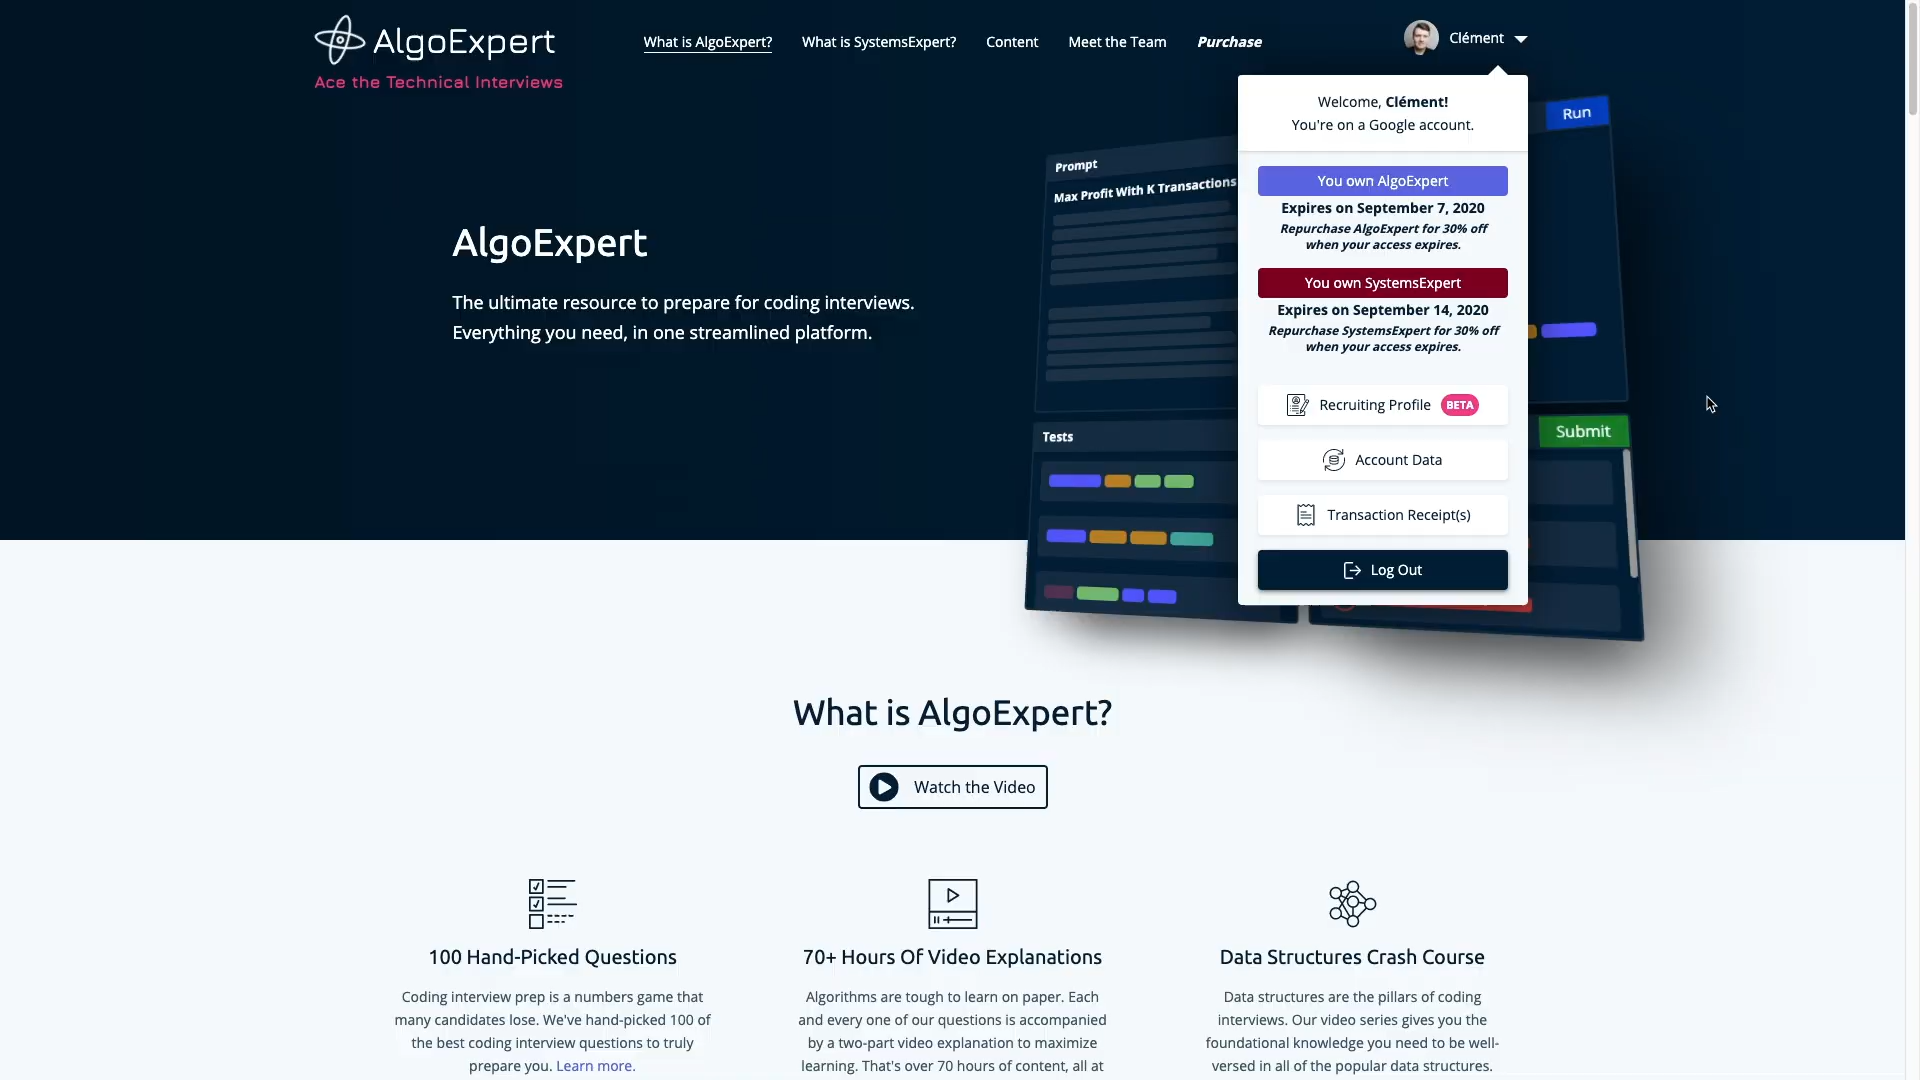 AlgoExpert
Ace the Technical Interviews
What is AlgoExpert?
What is SystemsExpert?
Content
Meet the Team
Purchase
Clément
Welcome, Clément!
You're on a Google account.
You own AlgoExpert
Expires on September 7, 2020
Repurchase AlgoExpert for 30% off
when your access expires.
You own SystemsExpert
Expires on September 14, 2020
Repurchase SystemsExpert for 30% off
when your access expires.
Recruiting Profile BETA
Account Data
Transaction Receipt(s)
Log Out
Prompt
Max Profit With K Transactions
Run
Tests
Submit
AlgoExpert
The ultimate resource to prepare for coding interviews.
Everything you need, in one streamlined platform.
What is AlgoExpert?
Watch the Video
100 Hand-Picked Questions
Coding interview prep is a numbers game that
many candidates lose. We've hand-picked 100 of
the best coding interview questions to truly
prepare you. Learn more.
70+ Hours Of Video Explanations
Algorithms are tough to learn on paper. Each
and every one of our questions is accompanied
by a two-part video explanation to maximize
learning. That's over 70 hours of content, all at
Data Structures Crash Course
Data structures are the pillars of coding
interviews. Our video series gives you the
foundational knowledge you need to be well-
versed in all of the popular data structures.